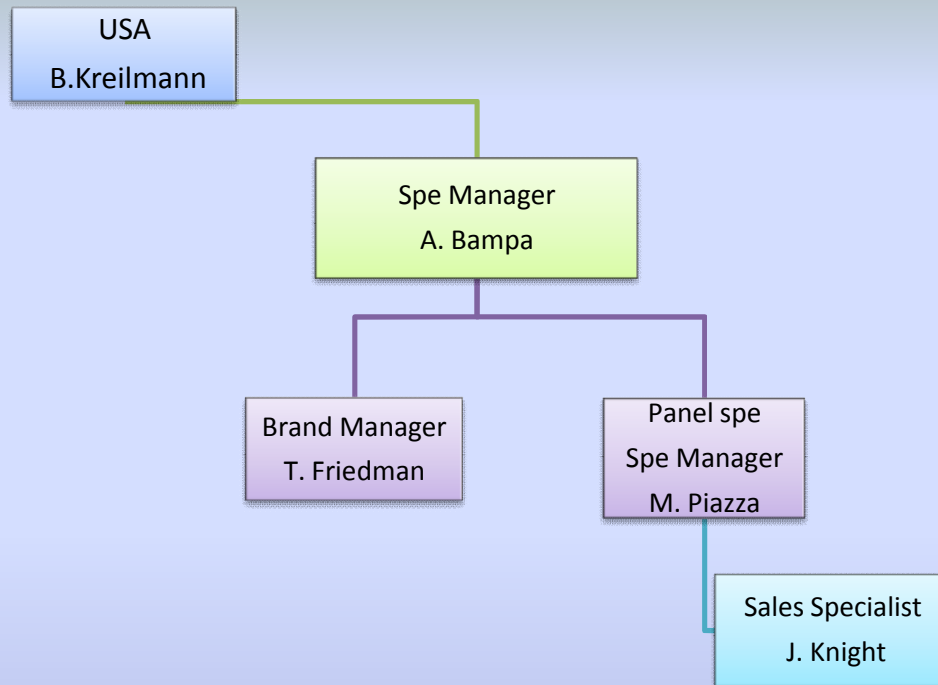 USA
B.Kreilmann
Spe Manager
A. Bampa
Brand Manager
T. Friedman
Panel spe
Spe Manager
M. Piazza
Sales Specialist
J. Knight